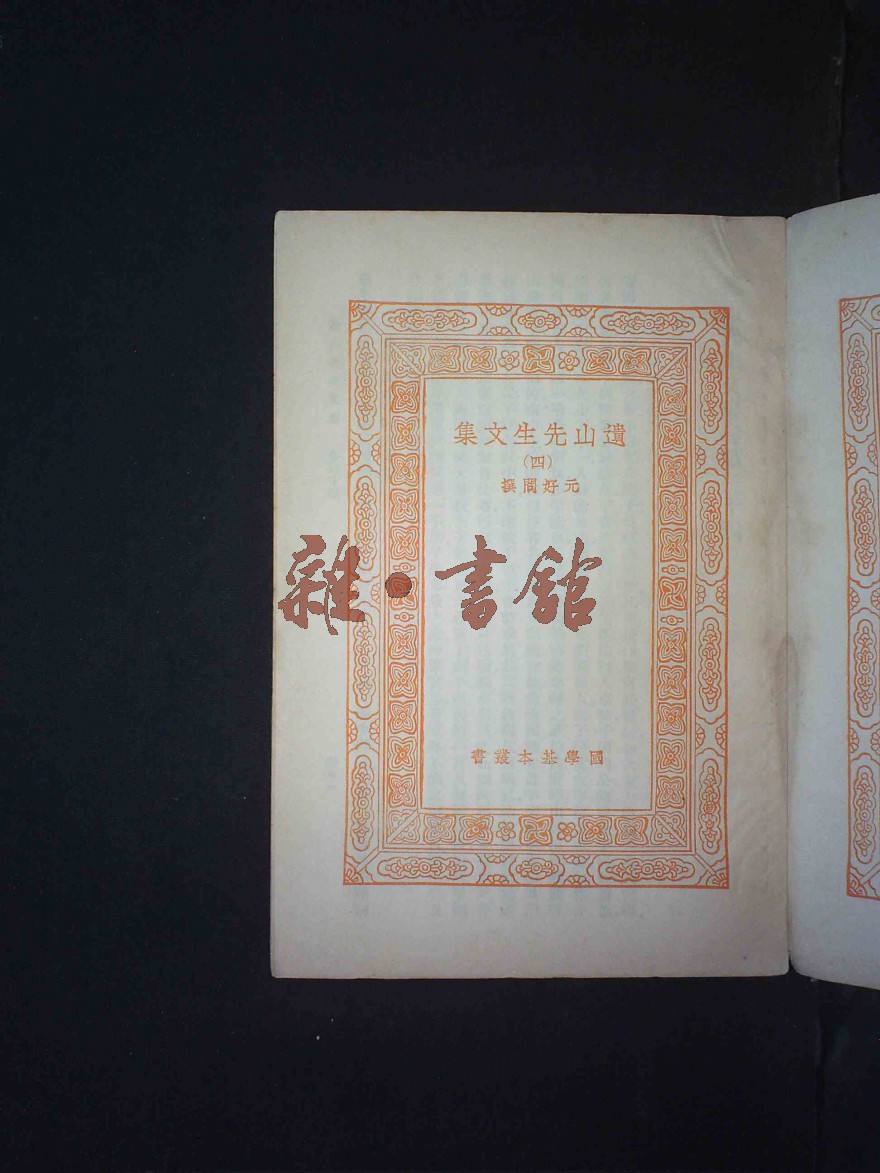 遺山先生文集
(四)
元好問撰
雜·書館
國學基本叢書